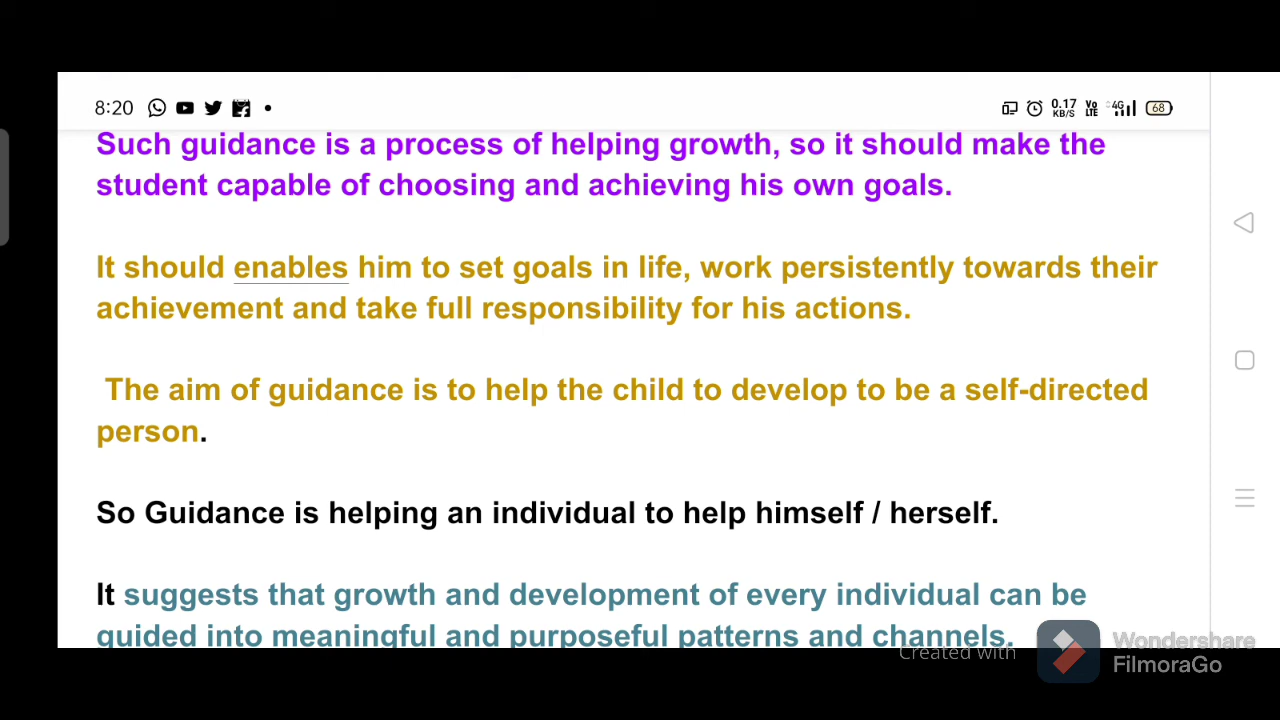 8:20
0.17 KB/S Vo LTE 4G 68
Such guidance is a process of helping growth, so it should make the
student capable of choosing and achieving his own goals.
It should enables him to set goals in life, work persistently towards their
achievement and take full responsibility for his actions.
The aim of guidance is to help the child to develop to be a self-directed
person.
So Guidance is helping an individual to help himself / herself.
It suggests that growth and development of every individual can be
guided into meaningful and purposeful patterns and channels.
Created with Wondershare
FilmoraGo